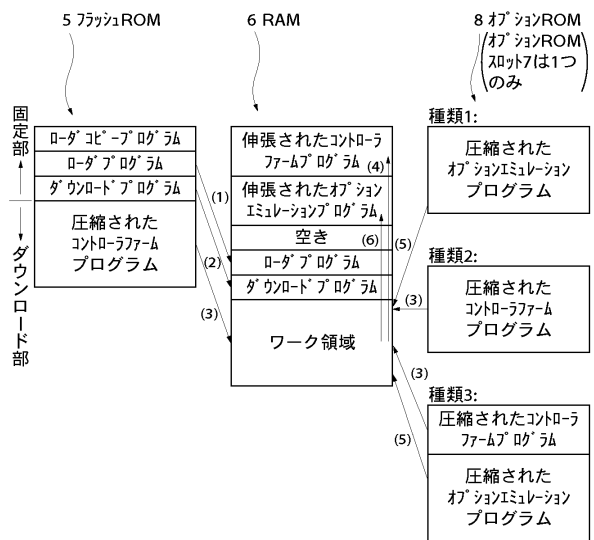 5 ﾌﾗｯｼｭROM
固定部
ダウンロード部
ﾛｰﾀﾞｺﾋﾟｰﾌﾟﾛｸﾞﾗﾑ
ﾛｰﾀﾞﾌﾟﾛｸﾞﾗﾑ
ﾀﾞｳﾝﾛｰﾄﾞﾌﾟﾛｸﾞﾗﾑ
圧縮された
ｺﾝﾄﾛｰﾗﾌｧｰﾑ
プログラム
(1)
(2)
(3)
6 RAM
伸張されたｺﾝﾄﾛｰﾗ
ﾌｧｰﾑﾌﾟﾛｸﾞﾗﾑ
(4)
伸張されたｵﾌﾟｼｮﾝ
ｴﾐｭﾚｰｼｮﾝﾌﾟﾛｸﾞﾗﾑ
空き
(6)
ﾛｰﾀﾞﾌﾟﾛｸﾞﾗﾑ
ﾀﾞｳﾝﾛｰﾄﾞﾌﾟﾛｸﾞﾗﾑ
ワーク領域
(5)
(3)
(3)
(5)
8 ｵﾌﾟｼｮﾝROM
(ｵﾌﾟｼｮﾝROM
ｽﾛｯﾄ7は1つ
のみ
種類1:
圧縮された
ｵﾌﾟｼｮﾝｴﾐｭﾚｰｼｮﾝ
プログラム
種類2:
圧縮された
ｺﾝﾄﾛｰﾗﾌｧｰﾑ
プログラム
種類3:
圧縮されたｺﾝﾄﾛｰﾗ
ﾌｧｰﾑﾌﾟﾛｸﾞﾗﾑ
圧縮された
ｵﾌﾟｼｮﾝｴﾐｭﾚｰｼｮﾝ
プログラム